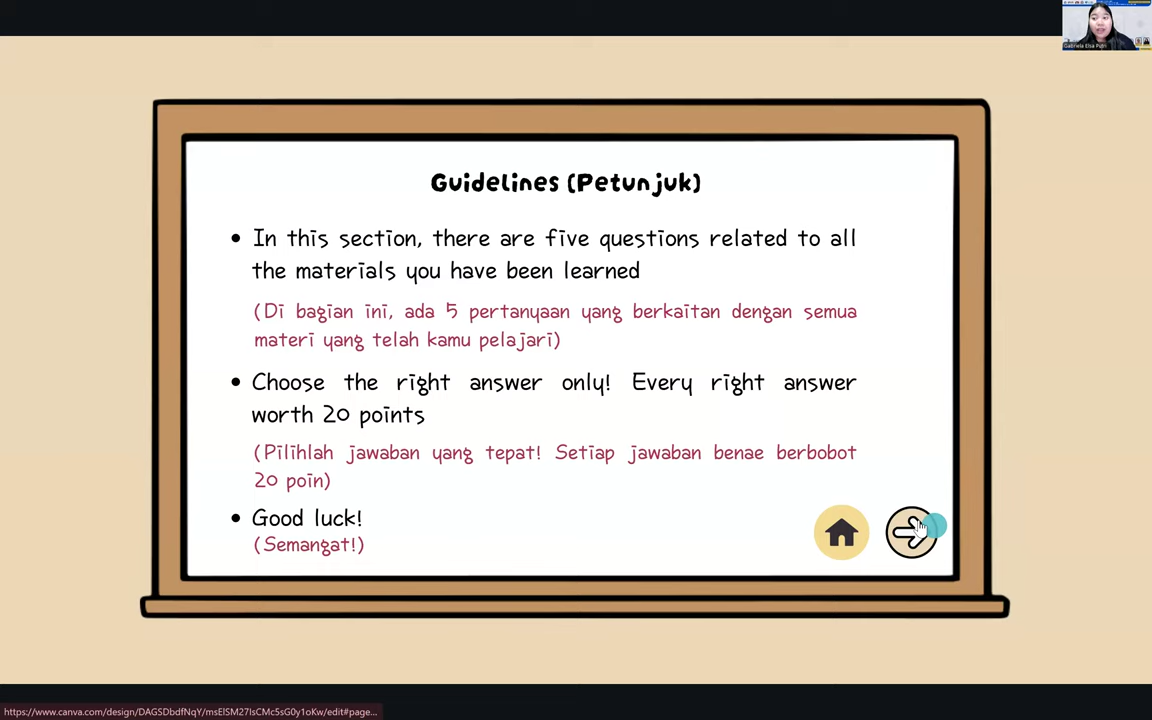 Gabriela Elsa Putri
Guidelines (Petunjuk)
• In this section, there are five questions related to all
the materials you have been learned
(Di bagian ini, ada 5 pertanyaan yang berkaitan dengan semua
materi yang telah kamu pelajari)
• Choose the right answer only! Every right answer
worth 20 points
(Pilihlah jawaban yang tepat! Setiap jawaban benae berbobot
20 poin)
• Good luck!
(Semangat!)
https://www.canva.com/design/DAGSDbdfNqY/msElSM27IsCMc5sG0y1oKw/edit#page...